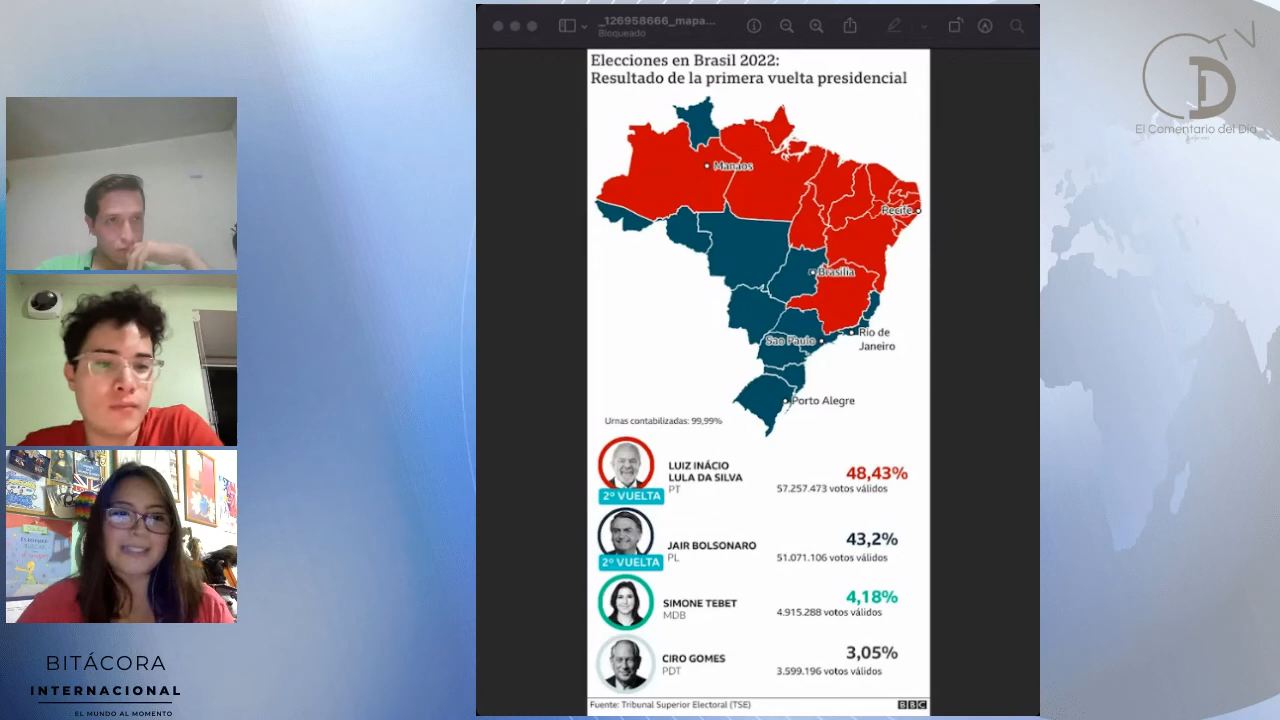 _126958666_mapa...
Bloqueado
Elecciones en Brasil 2022:
Resultado de la primera vuelta presidencial
Manaos
Recife
Brasilia
Rio de
Janeiro
Sao Paulo
Porto Alegre
Urnas contabilizadas: 99,99%
LUIZ INÁCIO
LULA DA SILVA
PT
2º VUELTA
48,43%
57.257.473 votos válidos
JAIR BOLSONARO
PL
2º VUELTA
43,2%
51.071.106 votos válidos
SIMONE TEBET
MDB
4,18%
4.915.288 votos válidos
CIRO GOMES
PDT
3,05%
3.599.196 votos válidos
Fuente: Tribunal Superior Electoral (TSE)
BBC
CD TV
El Comentario del Día
BITÁCORA
INTERNACIONAL
EL MUNDO AL MOMENTO